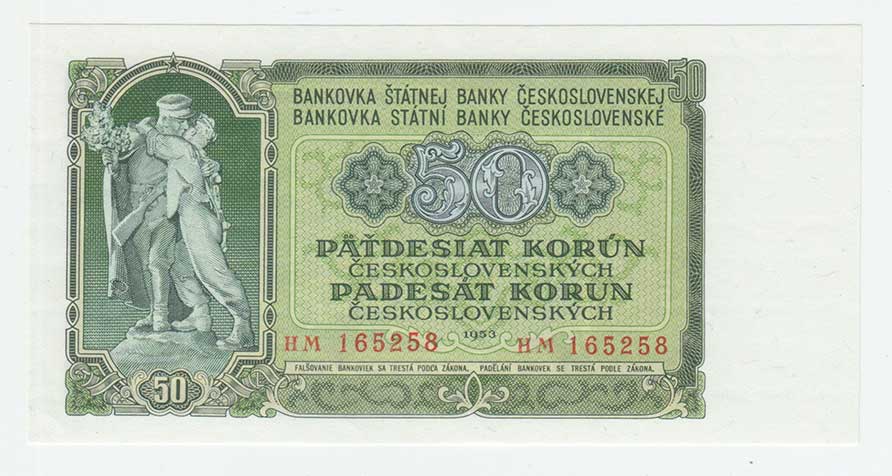 50
BANKOVKA ŠTÁTNEJ BANKY ČESKOSLOVENSKEJ
BANKOVKA STÁTNÍ BANKY ČESKOSLOVENSKÉ
50
PÄŤDESIAT KORÚN
ČESKOSLOVENSKÝCH
PADESÁT KORUN
ČESKOSLOVENSKÝCH
1953
HM 165258 HM 165258
FALŠOVANIE BANKOVIEK SA TRESTÁ PODĽA ZÁKONA. PADĚLÁNÍ BANKOVEK SE TRESTÁ PODLE ZÁKONA.
50